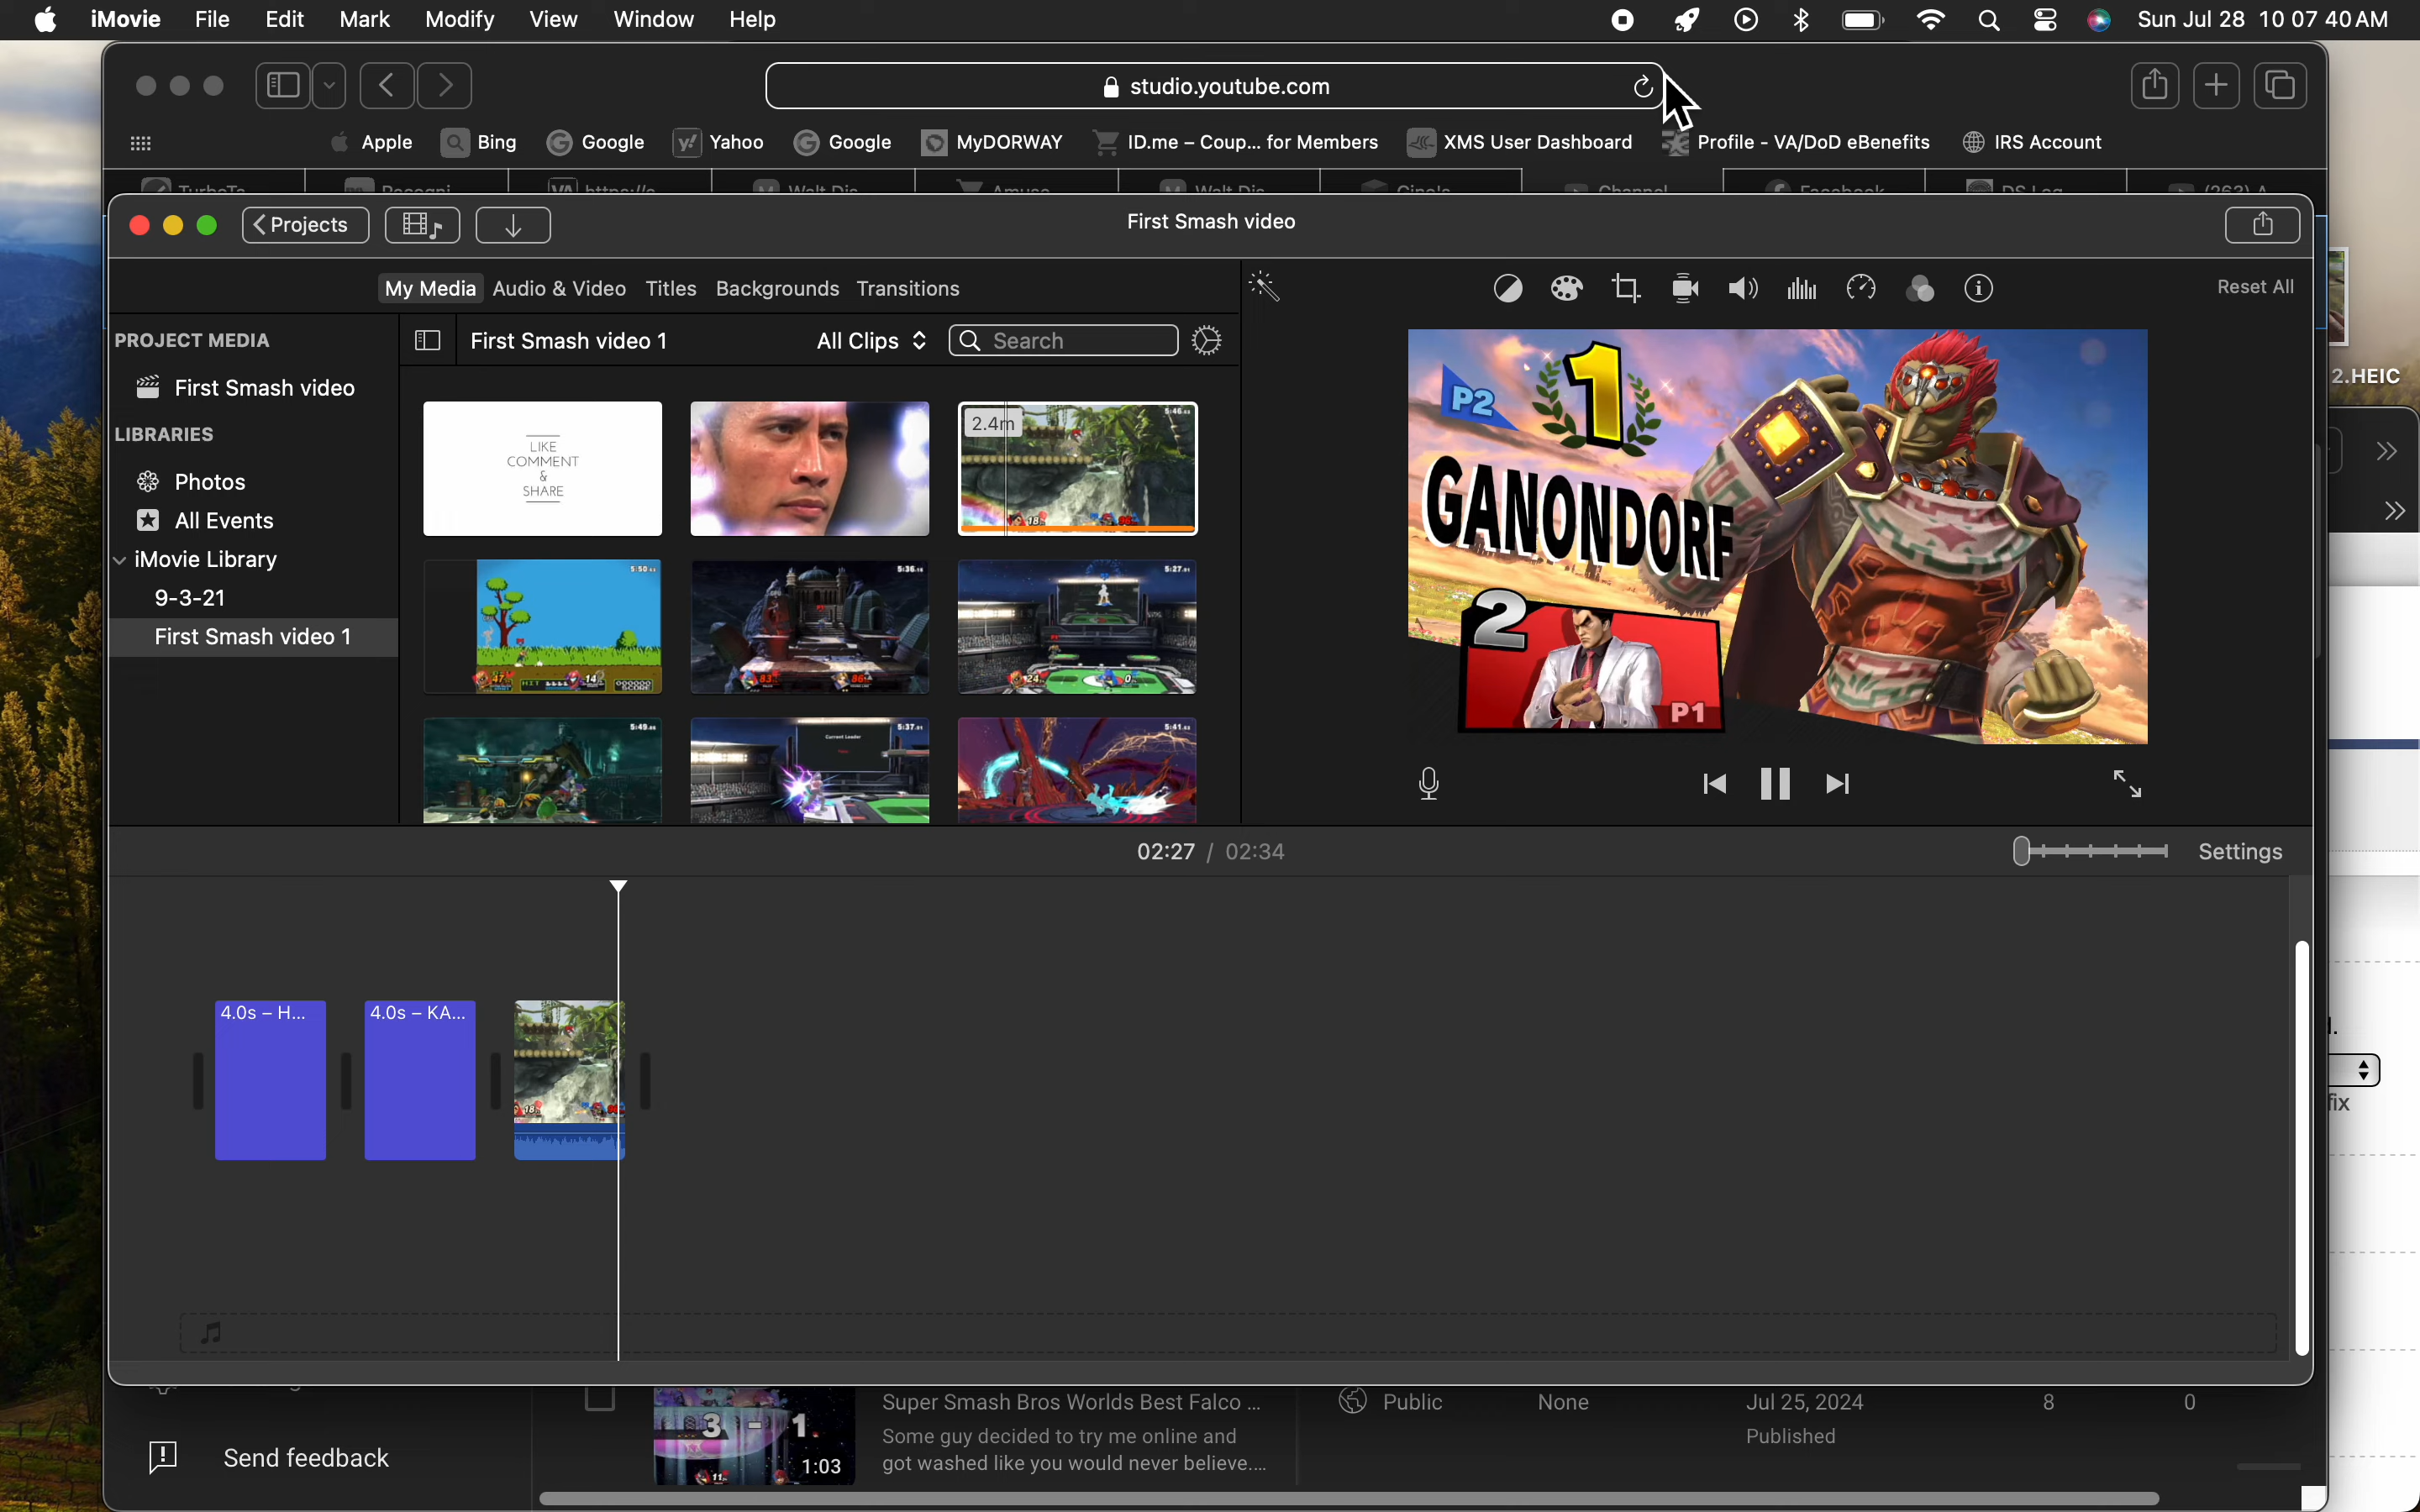 iMovie File Edit Mark Modify View Window Help Sun Jul 28 10 07 40 AM
studio.youtube.com
Apple Bing Google Yahoo Google MyDORWAY ID.me – Coup... for Members XMS User Dashboard Profile - VA/DoD eBenefits IRS Account
Projects First Smash video
My Media Audio & Video Titles Backgrounds Transitions Reset All
PROJECT MEDIA
First Smash video 1 All Clips Search
First Smash video
LIBRARIES
Photos
All Events
iMovie Library
9-3-21
First Smash video 1
LIKE
COMMENT
&
SHARE
2.4m
P2
1
GANONDORF
2
P1
2.HEIC
Current Leader
02:27 / 02:34 Settings
4.0s – H... 4.0s – KA...
fix
Super Smash Bros Worlds Best Falco ... Public None Jul 25, 2024 8 0
Some guy decided to try me online and Published
got washed like you would never believe....
3 - 1
1:03
Send feedback